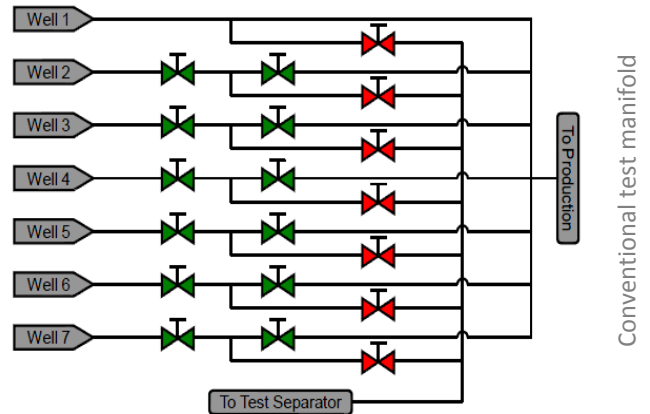 Well 1
Well 2
Well 3
Well 4
Well 5
Well 6
Well 7
To Test Separator
To Production
Conventional test manifold